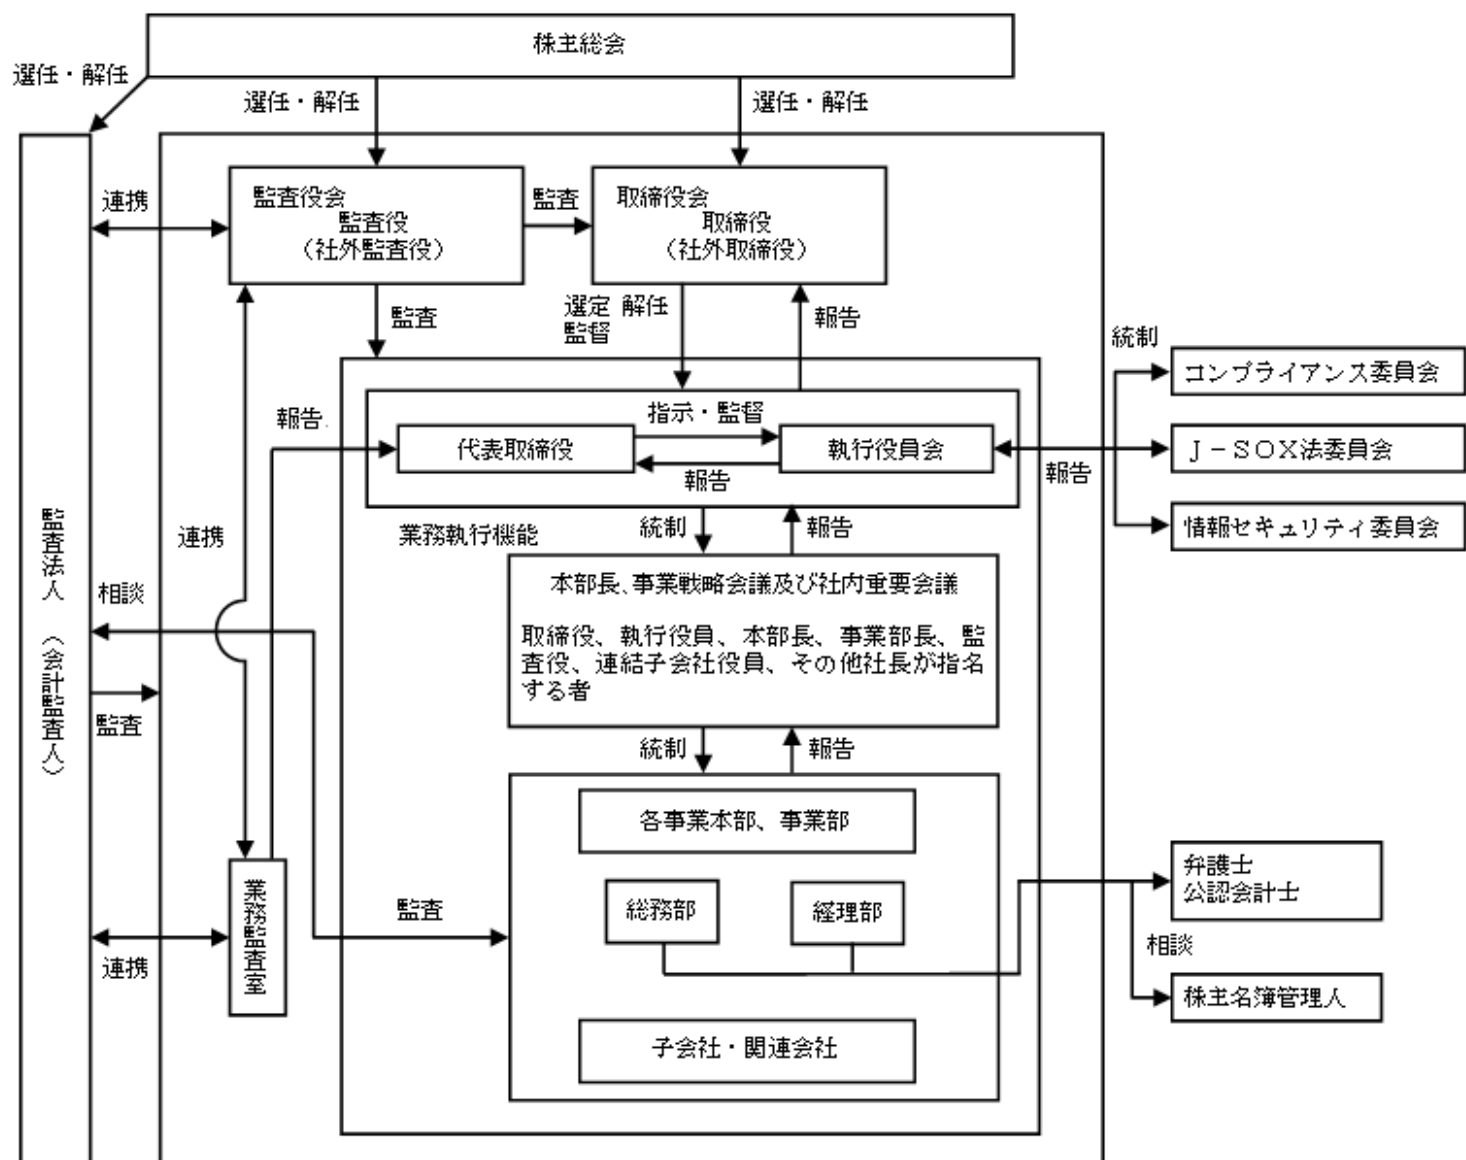 株主総会
選任・解任
選任・解任
選任・解任
監査役会
監査役
（社外監査役）
監査
取締役会
取締役
（社外取締役）
連携
監査
選定 解任
監督
報告
統制
コンプライアンス委員会
指示・監督
報告.
代表取締役
執行役員会
報告
報告
Ｊ－ＳＯＸ法委員会
業務執行機能
統制
報告
情報セキュリティ委員会
連携
監査法人 （会計監査人）
本部長、事業戦略会議及び社内重要会議
取締役、執行役員、本部長、事業部長、監
査役、連結子会社役員、その他社長が指名
する者
相談
監査
統制
報告
各事業本部、事業部
業務監査室
監査
総務部
経理部
弁護士
公認会計士
相談
連携
株主名簿管理人
子会社・関連会社